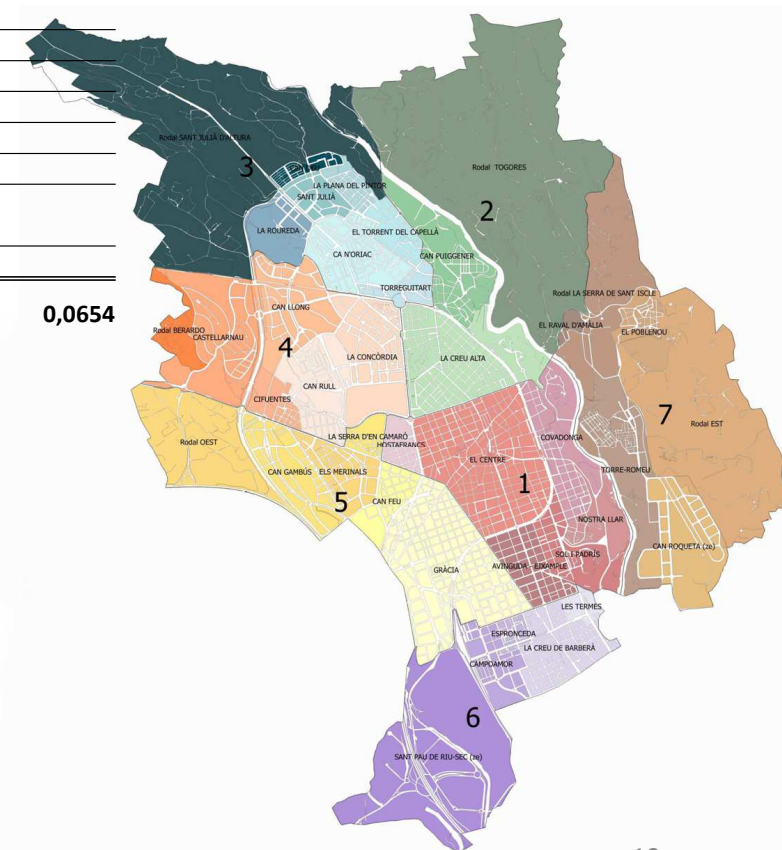 Rodal SANT JULIÀ D'ALTURA
3
LA PLANA DEL PINTOR
SANT JULIÀ
Rodal TOGORES
2
LA ROUREDA
EL TORRENT DEL CAPELLÀ
CA N'ORIAC
CAN PUIGGENER
TORREGUITART
Rodal LA SERRA DE SANT ISCLE
0,0654
CAN LLONG
EL RAVAL D'AMÀLIA
EL POBLENOU
Rodal BERARDO
CASTELLARNAU
4
LA CONCÒRDIA
LA CREU ALTA
CAN RULL
CIFUENTES
7
Rodal EST
LA SERRA D'EN CAMARÓ
HOSTAFRANCS
COVADONGA
Rodal OEST
EL CENTRE
CAN GAMBÚS
ELS MERINALS
TORRE-ROMEU
1
5
CAN FEU
NOSTRA LLAR
CAN ROQUETA (ze)
SOL I PADRÍS
GRÀCIA
AVINGUDA - EIXAMPLE
LES TERMES
ESPRONCEDA
LA CREU DE BARBERÀ
CAMPOAMOR
6
SANT PAU DE RIU-SEC (ze)